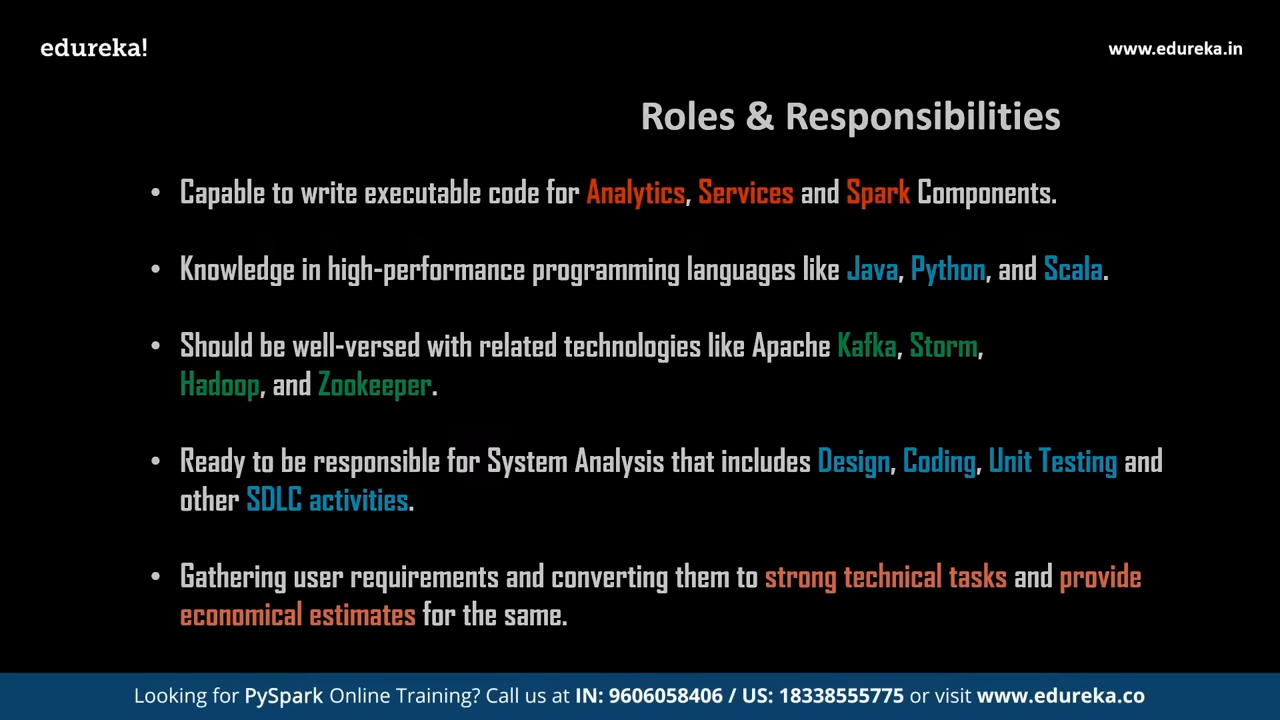 edureka!
www.edureka.in
Roles & Responsibilities
• Capable to write executable code for Analytics, Services and Spark Components.
• Knowledge in high-performance programming languages like Java, Python, and Scala.
• Should be well-versed with related technologies like Apache Kafka, Storm,
Hadoop, and Zookeeper.
• Ready to be responsible for System Analysis that includes Design, Coding, Unit Testing and
other SDLC activities.
• Gathering user requirements and converting them to strong technical tasks and provide
economical estimates for the same.
Looking for PySpark Online Training? Call us at IN: 9606058406 / US: 18338555775 or visit www.edureka.co